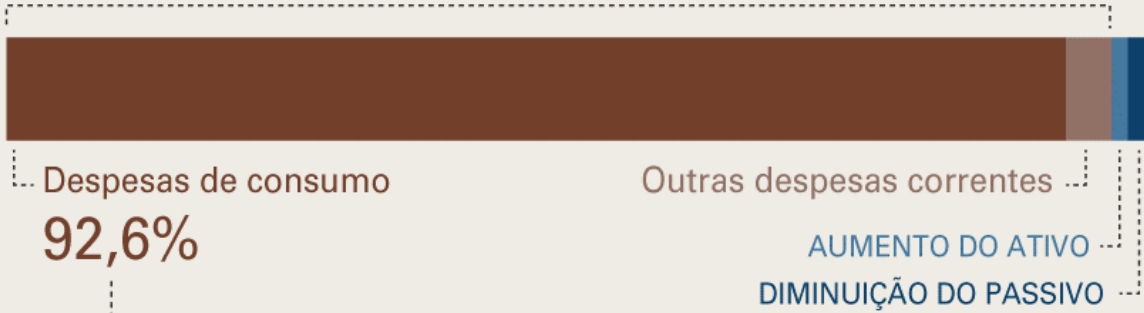 Despesas de consumo
92,6%
Outras despesas correntes
AUMENTO DO ATIVO
DIMINUIÇÃO DO PASSIVO